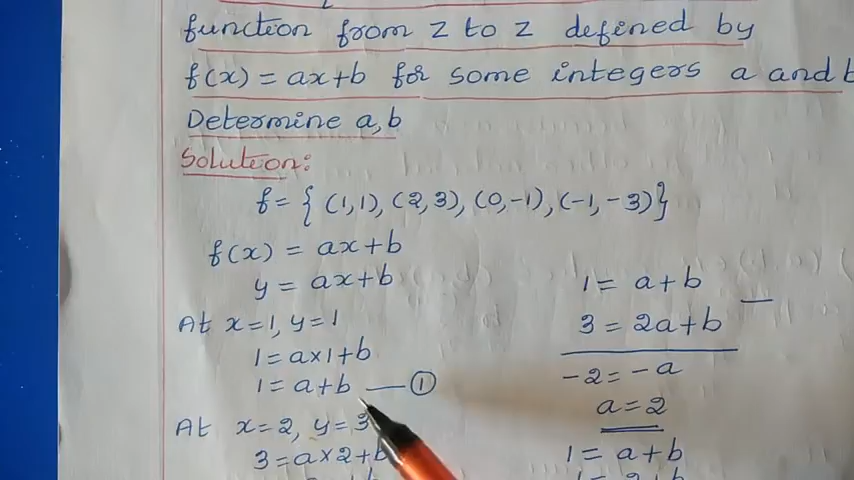 function from Z to Z defined by
f(x) = ax+b for some integers a and b
Determine a,b
Solution:
f = { (1,1), (2,3), (0,-1), (-1,-3)}
f(x) = ax+b
y = ax+b
At x=1, y=1
1 = a×1+b
1 = a+b —— ①
At x=2, y=3
3 = a×2+b
1 = a+b
3 = 2a+b —
-2 = -a
a=2
1 = a+b